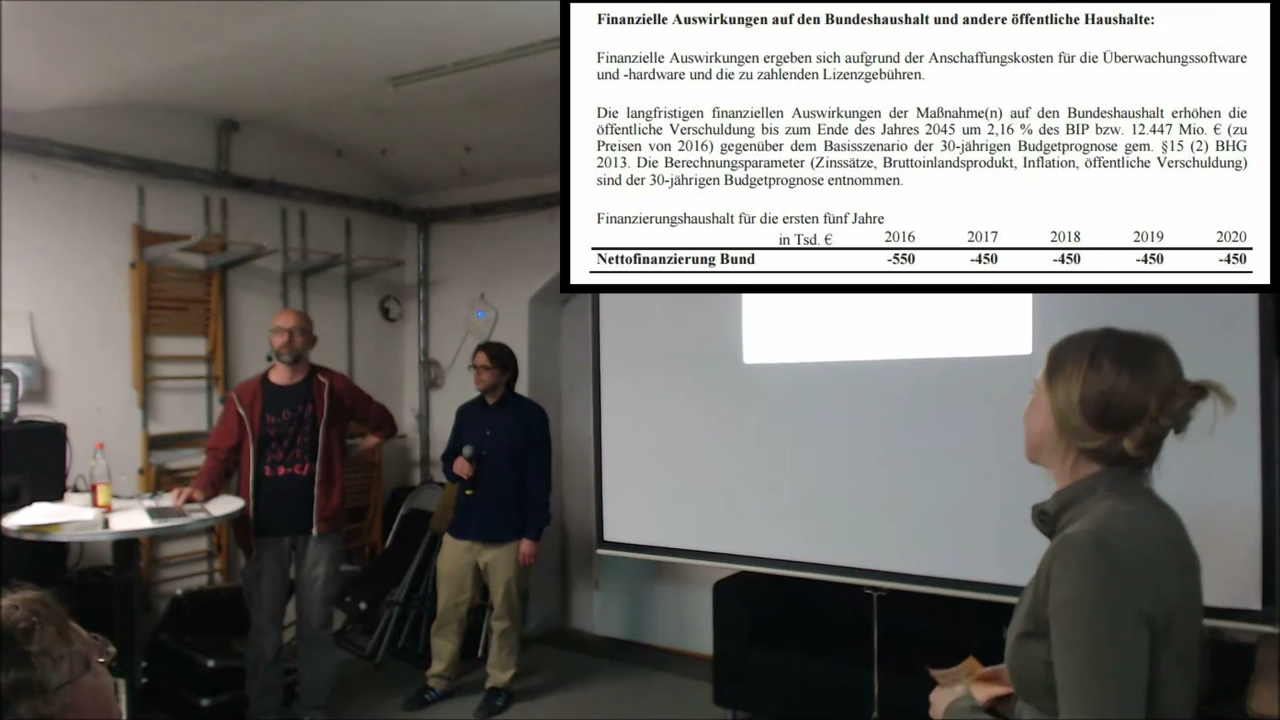 Finanzielle Auswirkungen auf den Bundeshaushalt und andere öffentliche Haushalte:
Finanzielle Auswirkungen ergeben sich aufgrund der Anschaffungskosten für die Überwachungssoftware
und -hardware und die zu zahlenden Lizenzgebühren.
Die langfristigen finanziellen Auswirkungen der Maßnahme(n) auf den Bundeshaushalt erhöhen die
öffentliche Verschuldung bis zum Ende des Jahres 2045 um 2,16 % des BIP bzw. 12.447 Mio. € (zu
Preisen von 2016) gegenüber dem Basisszenario der 30-jährigen Budgetprognose gem. §15 (2) BHG
2013. Die Berechnungsparameter (Zinssätze, Bruttoinlandsprodukt, Inflation, öffentliche Verschuldung)
sind der 30-jährigen Budgetprognose entnommen.
Finanzierungshaushalt für die ersten fünf Jahre
in Tsd. € 2016 2017 2018 2019 2020
Nettofinanzierung Bund -550 -450 -450 -450 -450